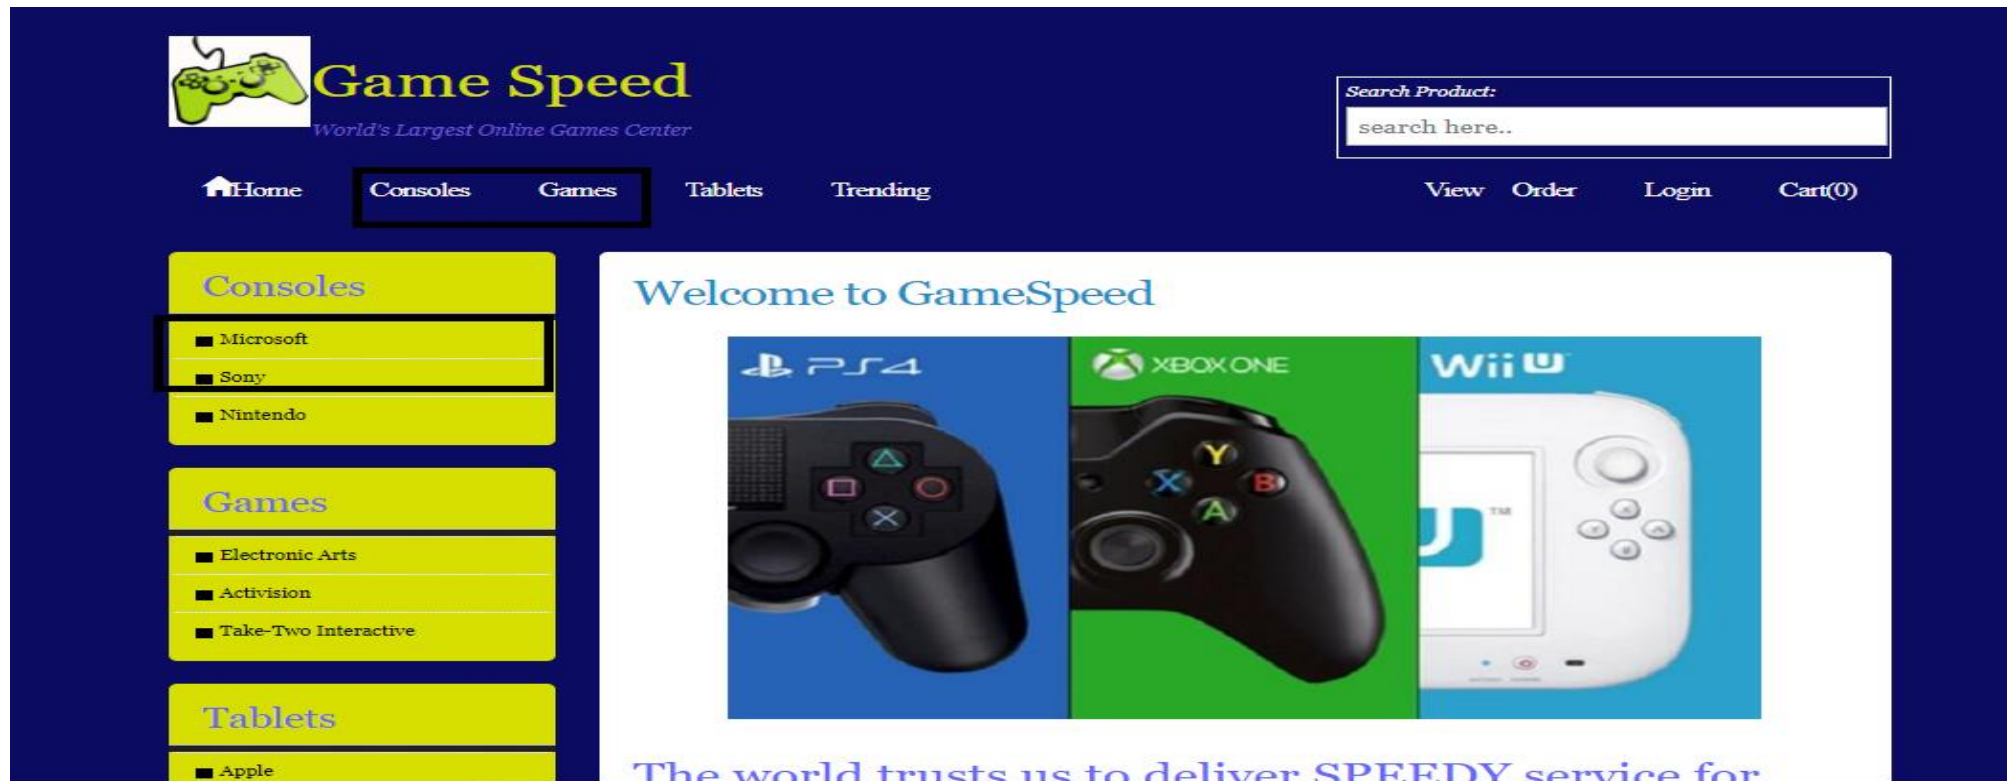 Game Speed
World's Largest Online Games Center
Search Product:
search here..
Home Consoles Games Tablets Trending View Order Login Cart(0)
Consoles
Microsoft
Sony
Nintendo
Games
Electronic Arts
Activision
Take-Two Interactive
Tablets
Apple
Welcome to GameSpeed
PS4 XBOX ONE Wii U
Y
X B
A
U ™
The world trusts us to deliver SPEEDY service for